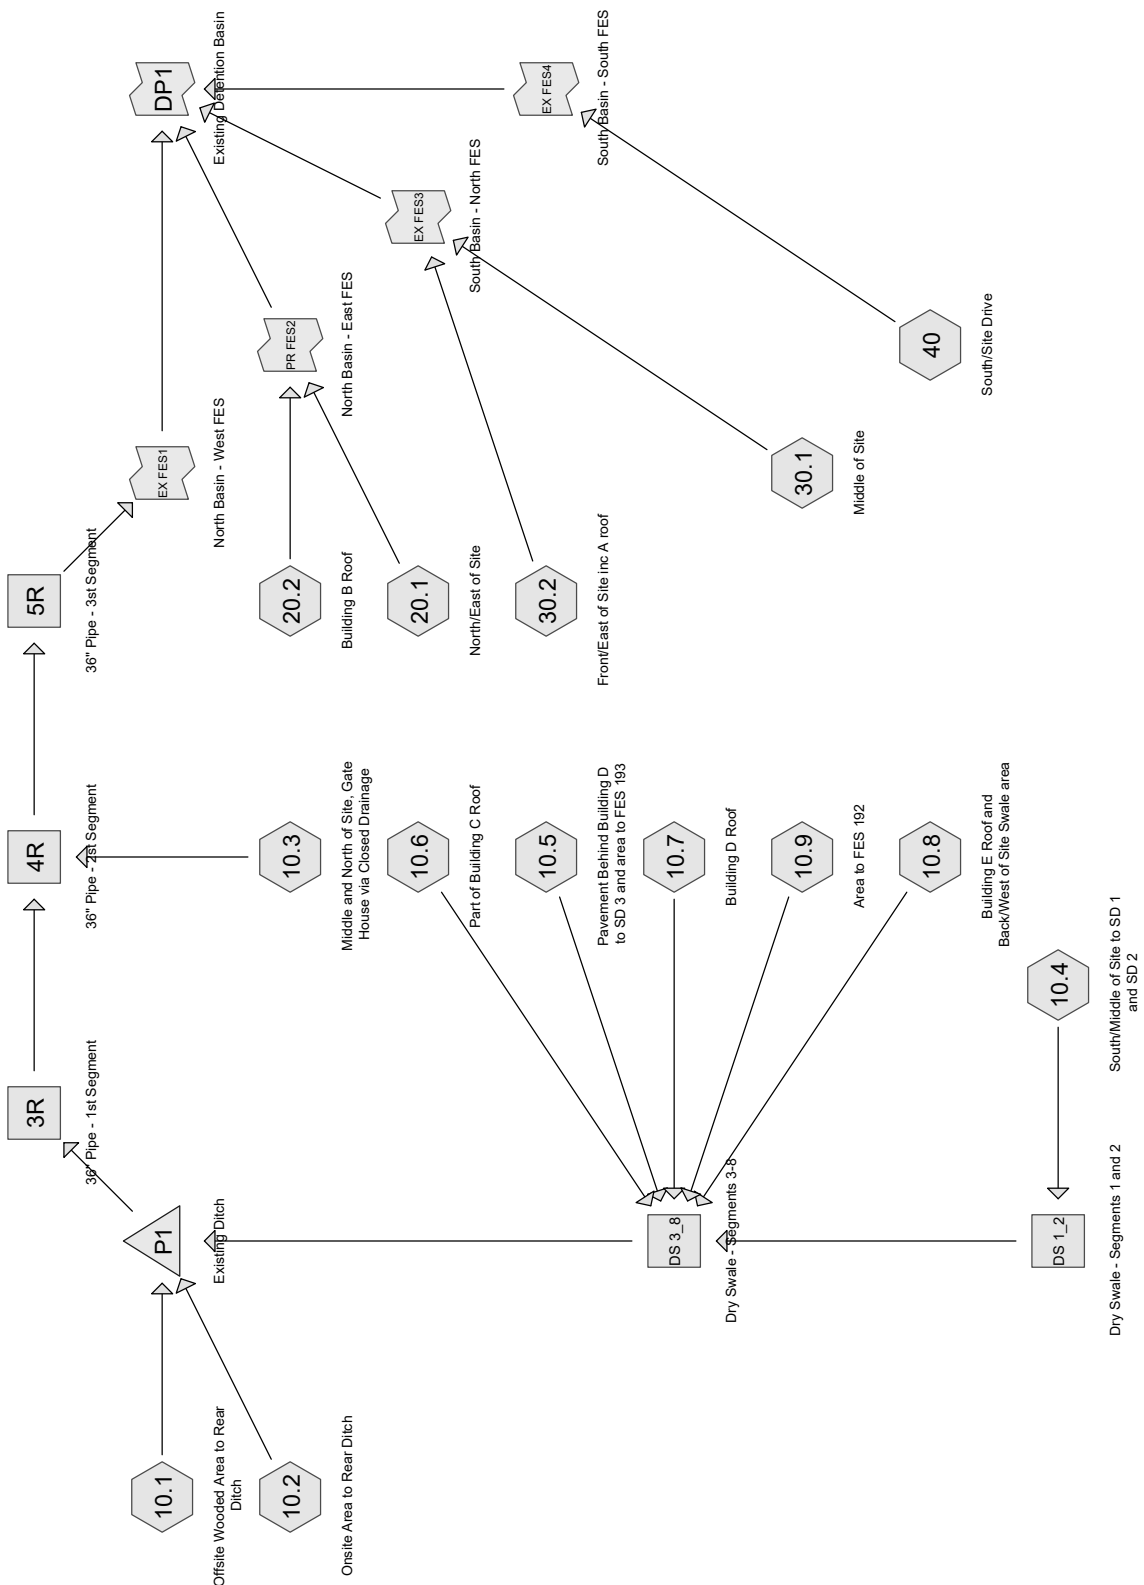 3R
36" Pipe - 1st Segment
4R
36" Pipe - 2st Segment
5R
36" Pipe - 3st Segment
10.1
Offsite Wooded Area to Rear
Ditch
P1
Existing Ditch
EX FES1
North Basin - West FES
DP1
Existing Detention Basin
10.2
Onsite Area to Rear Ditch
10.3
Middle and North of Site, Gate
House via Closed Drainage
20.2
Building B Roof
PR FES2
North Basin - East FES
10.6
Part of Building C Roof
20.1
North/East of Site
EX FES3
South Basin - North FES
10.5
Pavement Behind Building D
to SD 3 and area to FES 193
30.2
Front/East of Site inc A roof
EX FES4
South Basin - South FES
DS 3_8
Dry Swale - Segments 3-8
10.7
Building D Roof
10.9
Area to FES 192
30.1
Middle of Site
10.8
Building E Roof and
Back/West of Site Swale area
40
South/Site Drive
DS 1_2
Dry Swale - Segments 1 and 2
10.4
South/Middle of Site to SD 1
and SD 2